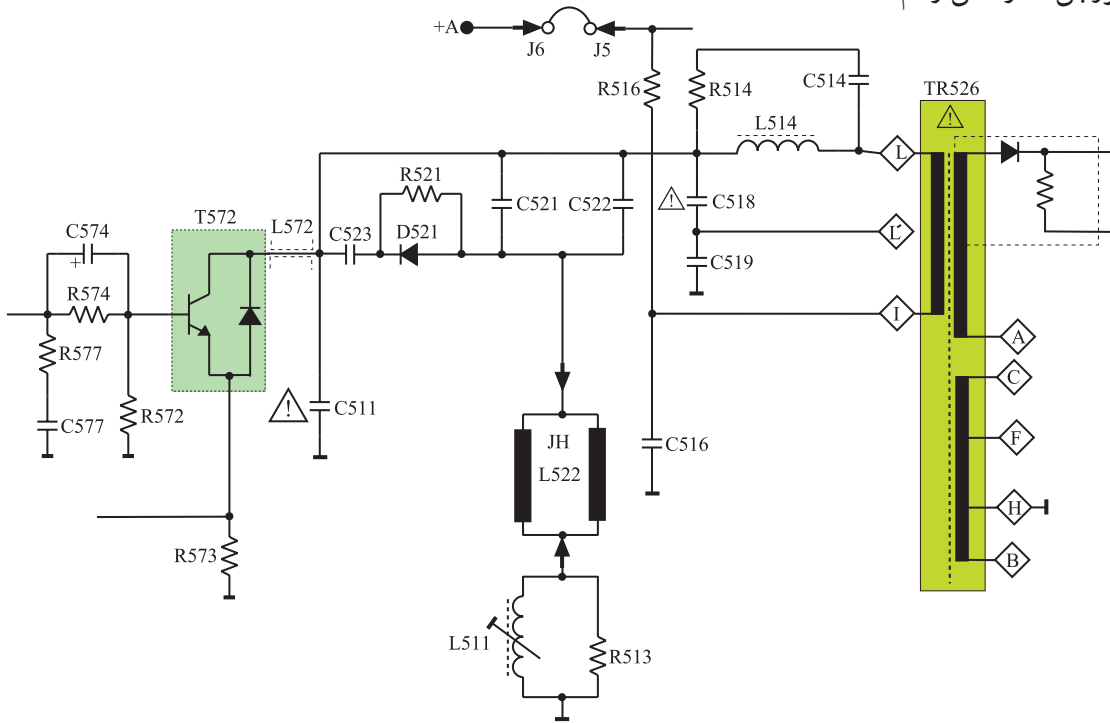 +A
J6
J5
R516
R514
C514
TR526
L514
L
R521
C521
C522
C518
T572
L572
C523
D521
L´
C574
+
C519
R574
I
R577
A
R572
C511
C
C577
JH
C516
F
L522
H
R573
B
L511
R513
!
!
!